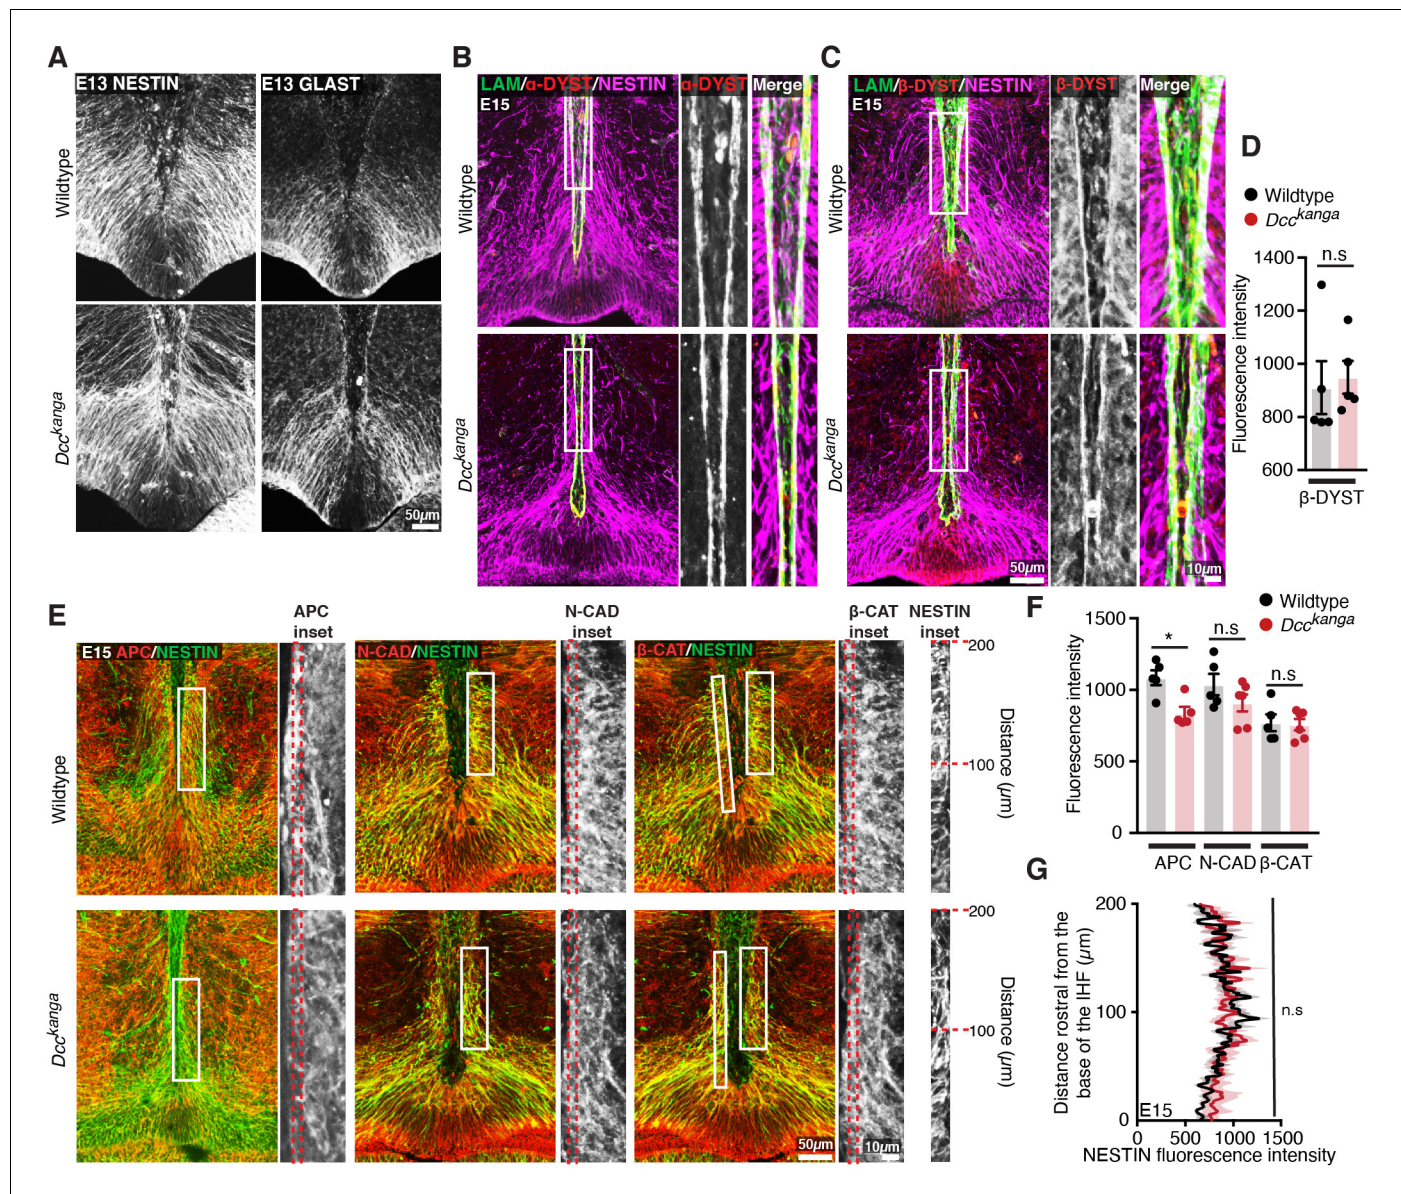 A
E13 NESTIN
E13 GLAST
Wildtype
Dcckanga
50µm
B
LAM/α-DYST/NESTIN
α-DYST
Merge
E15
Wildtype
Dcckanga
50µm
C
LAM/β-DYST/NESTIN
β-DYST
Merge
E15
Wildtype
Dcckanga
50µm
10µm
D
Wildtype
Dcckanga
n.s
Fluorescence intensity
1400
1200
1000
800
600
β-DYST
E
APC inset
N-CAD inset
β-CAT inset
NESTIN inset
E15 APC/NESTIN
N-CAD/NESTIN
β-CAT/NESTIN
200
100
Distance (µm)
Wildtype
200
100
Distance (µm)
Dcckanga
50µm
10µm
F
Wildtype
Dcckanga
Fluorescence intensity
1500
1000
500
0
*
n.s
n.s
APC N-CAD β-CAT
G
Distance rostral from the
base of the IHF (µm)
200
100
0
E15
n.s
0 500 1000 1500
NESTIN fluorescence intensity